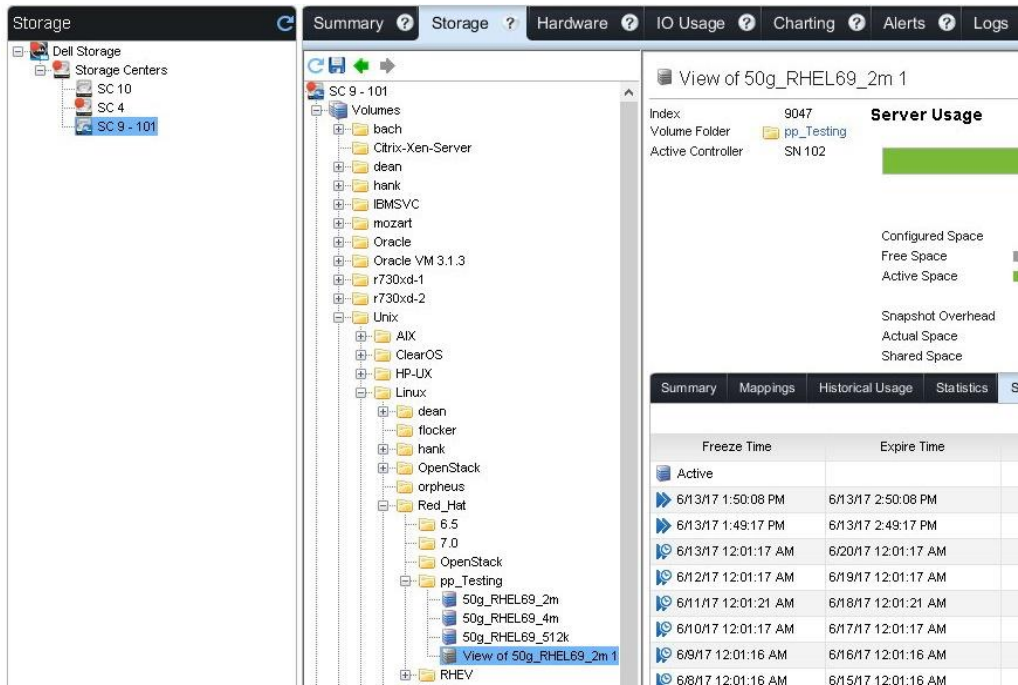 Storage
Dell Storage
Storage Centers
SC 10
SC 4
SC 9 - 101
Summary ? Storage ? Hardware ? IO Usage ? Charting ? Alerts ? Logs
SC 9 - 101
Volumes
bach
Citrix-Xen-Server
dean
hank
IBMSVC
mozart
Oracle
Oracle VM 3.1.3
r730xd-1
r730xd-2
Unix
AIX
ClearOS
HP-UX
Linux
dean
flocker
hank
OpenStack
orpheus
Red_Hat
6.5
7.0
OpenStack
pp_Testing
50g_RHEL69_2m
50g_RHEL69_4m
50g_RHEL69_512k
View of 50g_RHEL69_2m 1
RHEV
View of 50g_RHEL69_2m 1
Index 9047
Volume Folder pp_Testing
Active Controller SN 102
Server Usage
Configured Space
Free Space
Active Space
Snapshot Overhead
Actual Space
Shared Space
Summary Mappings Historical Usage Statistics S
Freeze Time Expire Time
Active
6/13/17 1:50:08 PM 6/13/17 2:50:08 PM
6/13/17 1:49:17 PM 6/13/17 2:49:17 PM
6/13/17 12:01:17 AM 6/20/17 12:01:17 AM
6/12/17 12:01:17 AM 6/19/17 12:01:17 AM
6/11/17 12:01:21 AM 6/18/17 12:01:21 AM
6/10/17 12:01:17 AM 6/17/17 12:01:17 AM
6/9/17 12:01:16 AM 6/16/17 12:01:16 AM
6/8/17 12:01:16 AM 6/15/17 12:01:16 AM